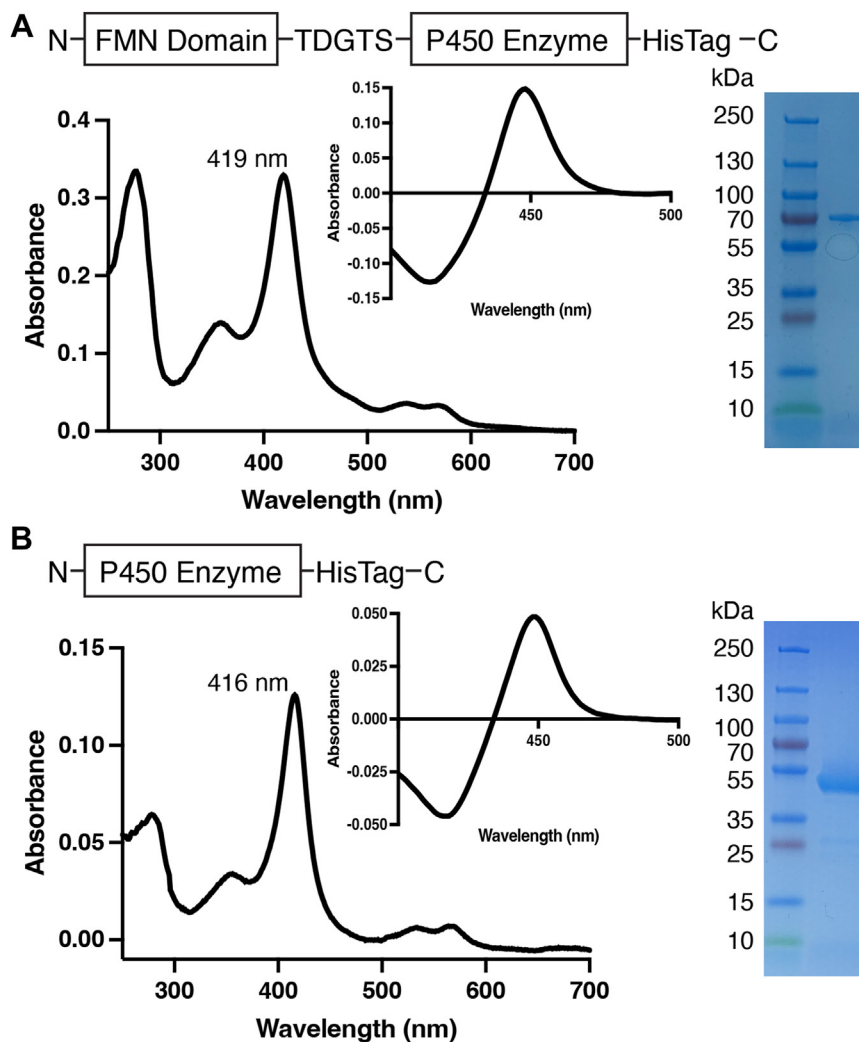 A
N FMN Domain TDGTS P450 Enzyme HisTag C
419 nm
Absorbance
0.4
0.3
0.2
0.1
0.0
300 400 500 600 700
Wavelength (nm)
Absorbance
0.15
0.10
0.05
0.00
-0.05
-0.10
-0.15
450 500
Wavelength (nm)
kDa
250
130
100
70
55
35
25
15
10
B
N P450 Enzyme HisTag C
416 nm
Absorbance
0.15
0.10
0.05
0.00
300 400 500 600 700
Wavelength (nm)
Absorbance
0.050
0.025
0.000
-0.025
-0.050
450 500
Wavelength (nm)
kDa
250
130
100
70
55
35
25
15
10